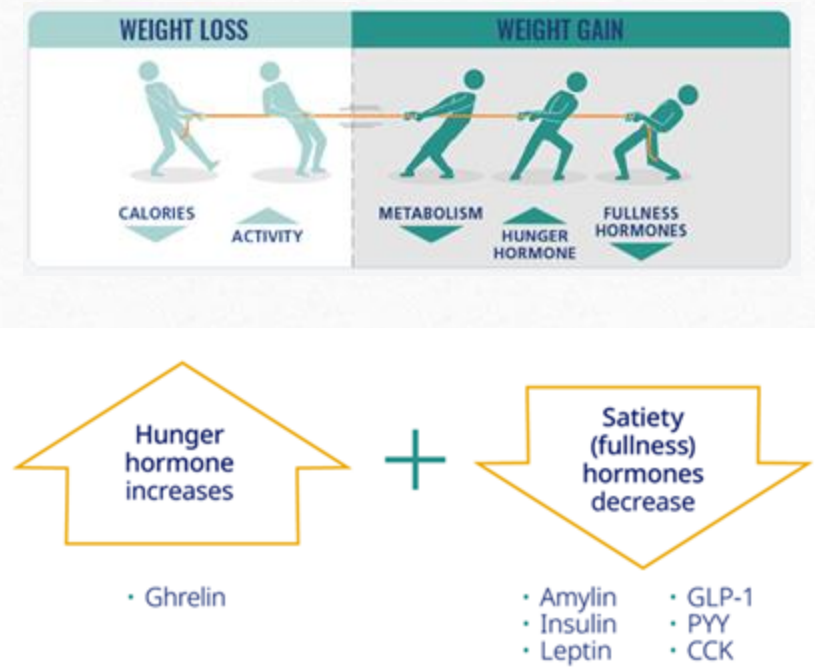 WEIGHT LOSS
WEIGHT GAIN
CALORIES
ACTIVITY
METABOLISM
HUNGER
HORMONE
FULLNESS
HORMONES
Hunger
hormone
increases
+
Satiety
(fullness)
hormones
decrease
• Ghrelin
• Amylin
• Insulin
• Leptin
• GLP-1
• PYY
• CCK